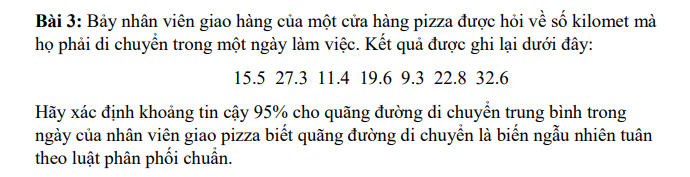 Bài 3: Bảy nhân viên giao hàng của một cửa hàng pizza được hỏi về số kilomet mà
họ phải di chuyển trong một ngày làm việc. Kết quả được ghi lại dưới đây:
15.5 27.3 11.4 19.6 9.3 22.8 32.6
Hãy xác định khoảng tin cậy 95% cho quãng đường di chuyển trung bình trong
ngày của nhân viên giao pizza biết quãng đường di chuyển là biến ngẫu nhiên tuân
theo luật phân phối chuẩn.